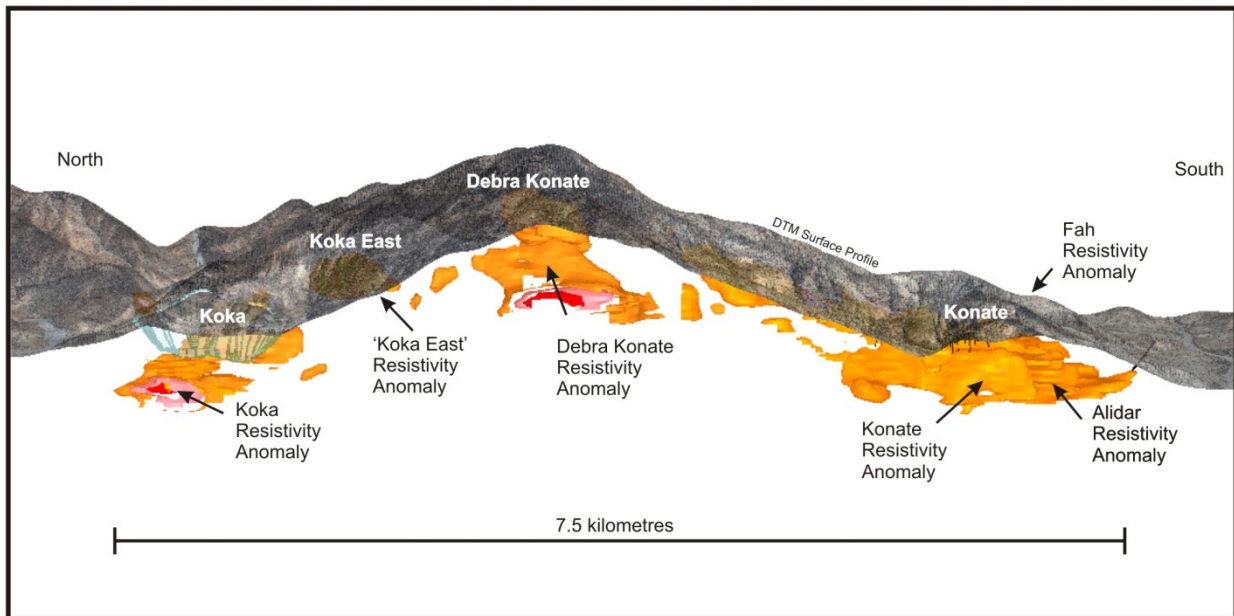 North
South
Debra Konate
Koka East
DTM Surface Profile
Fah
Resistivity
Anomaly
Koka
Konate
‘Koka East’
Resistivity
Anomaly
Debra Konate
Resistivity
Anomaly
Koka
Resistivity
Anomaly
Konate
Resistivity
Anomaly
Alidar
Resistivity
Anomaly
7.5 kilometres